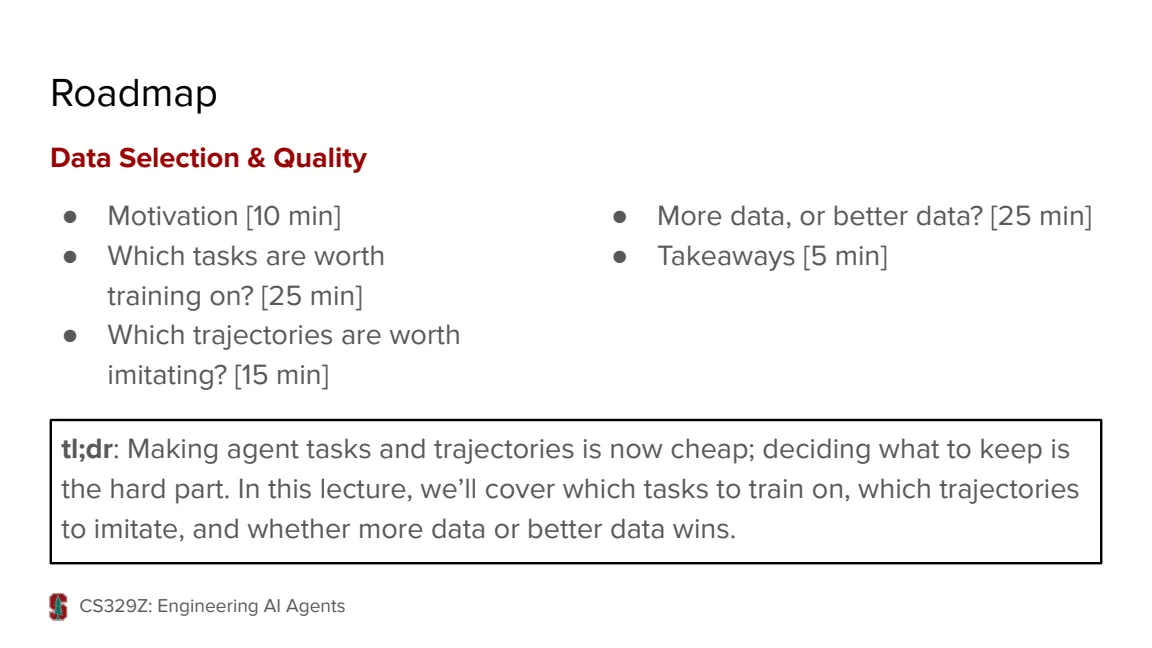 Roadmap
Data Selection & Quality
● Motivation [10 min]
● Which tasks are worth
training on? [25 min]
● Which trajectories are worth
imitating? [15 min]
● More data, or better data? [25 min]
● Takeaways [5 min]
tl;dr: Making agent tasks and trajectories is now cheap; deciding what to keep is
the hard part. In this lecture, we’ll cover which tasks to train on, which trajectories
to imitate, and whether more data or better data wins.
CS329Z: Engineering AI Agents